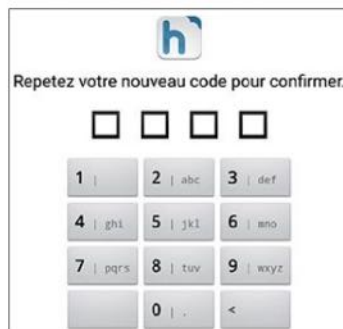 h
Repetez votre nouveau code pour confirmer.
1 | 2 | abc 3 | def
4 | ghi 5 | jkl 6 | mno
7 | pqrs 8 | tuv 9 | wxyz
0 | . <